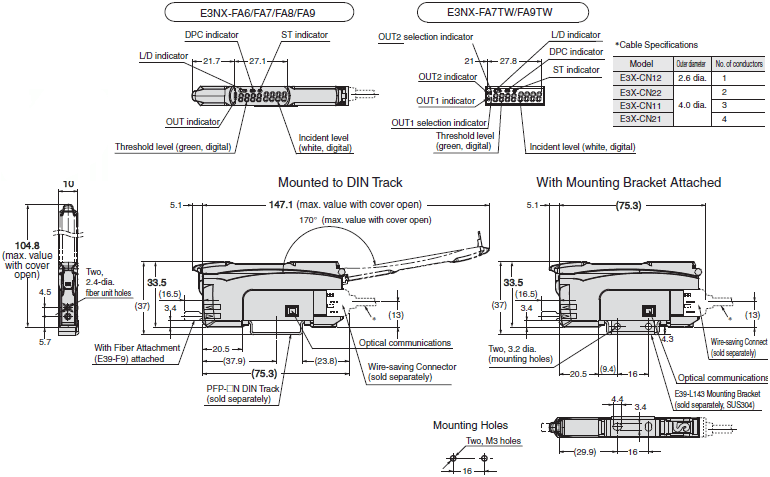 E3NX-FA6/FA7/FA8/FA9
DPC indicator
ST indicator
L/D indicator
21.7
27.1
OUT indicator
Threshold level (green, digital)
Incident level
(white, digital)
E3NX-FA7TW/FA9TW
OUT2 selection indicator
L/D indicator
DPC indicator
ST indicator
21
27.8
OUT2 indicator
OUT1 indicator
OUT1 selection indicator
Threshold level
(green, digital)
Incident level (white, digital)
*Cable Specifications
Model Outer diameter No. of conductors
E3X-CN12 2.6 dia. 1
E3X-CN22 4.0 dia. 2
E3X-CN11 3
E3X-CN21 4
10
104.8
(max. value
with cover
open)
4.5
5.7
Two,
2.4-dia.
fiber unit holes
Mounted to DIN Track
5.1
147.1 (max. value with cover open)
170° (max. value with cover open)
(37)
33.5
(16.5)
3.4
(13)
With Fiber Attachment
(E39-F9) attached
20.5
(37.9)
(23.8)
(75.3)
Optical communications
Wire-saving Connector
(sold separately)
PFP-□N DIN Track
(sold separately)
With Mounting Bracket Attached
5.1
(75.3)
(37)
33.5
(16.5)
3.4
(13)
4.3
Two, 3.2 dia.
(mounting holes)
(9.4)
20.5
16
Wire-saving Connect
(sold separately)
Optical communications
E39-L143 Mounting Bracket
(sold separately, SUS304)
4.4
3.4
(29.9)
16
Mounting Holes
Two, M3 holes
16